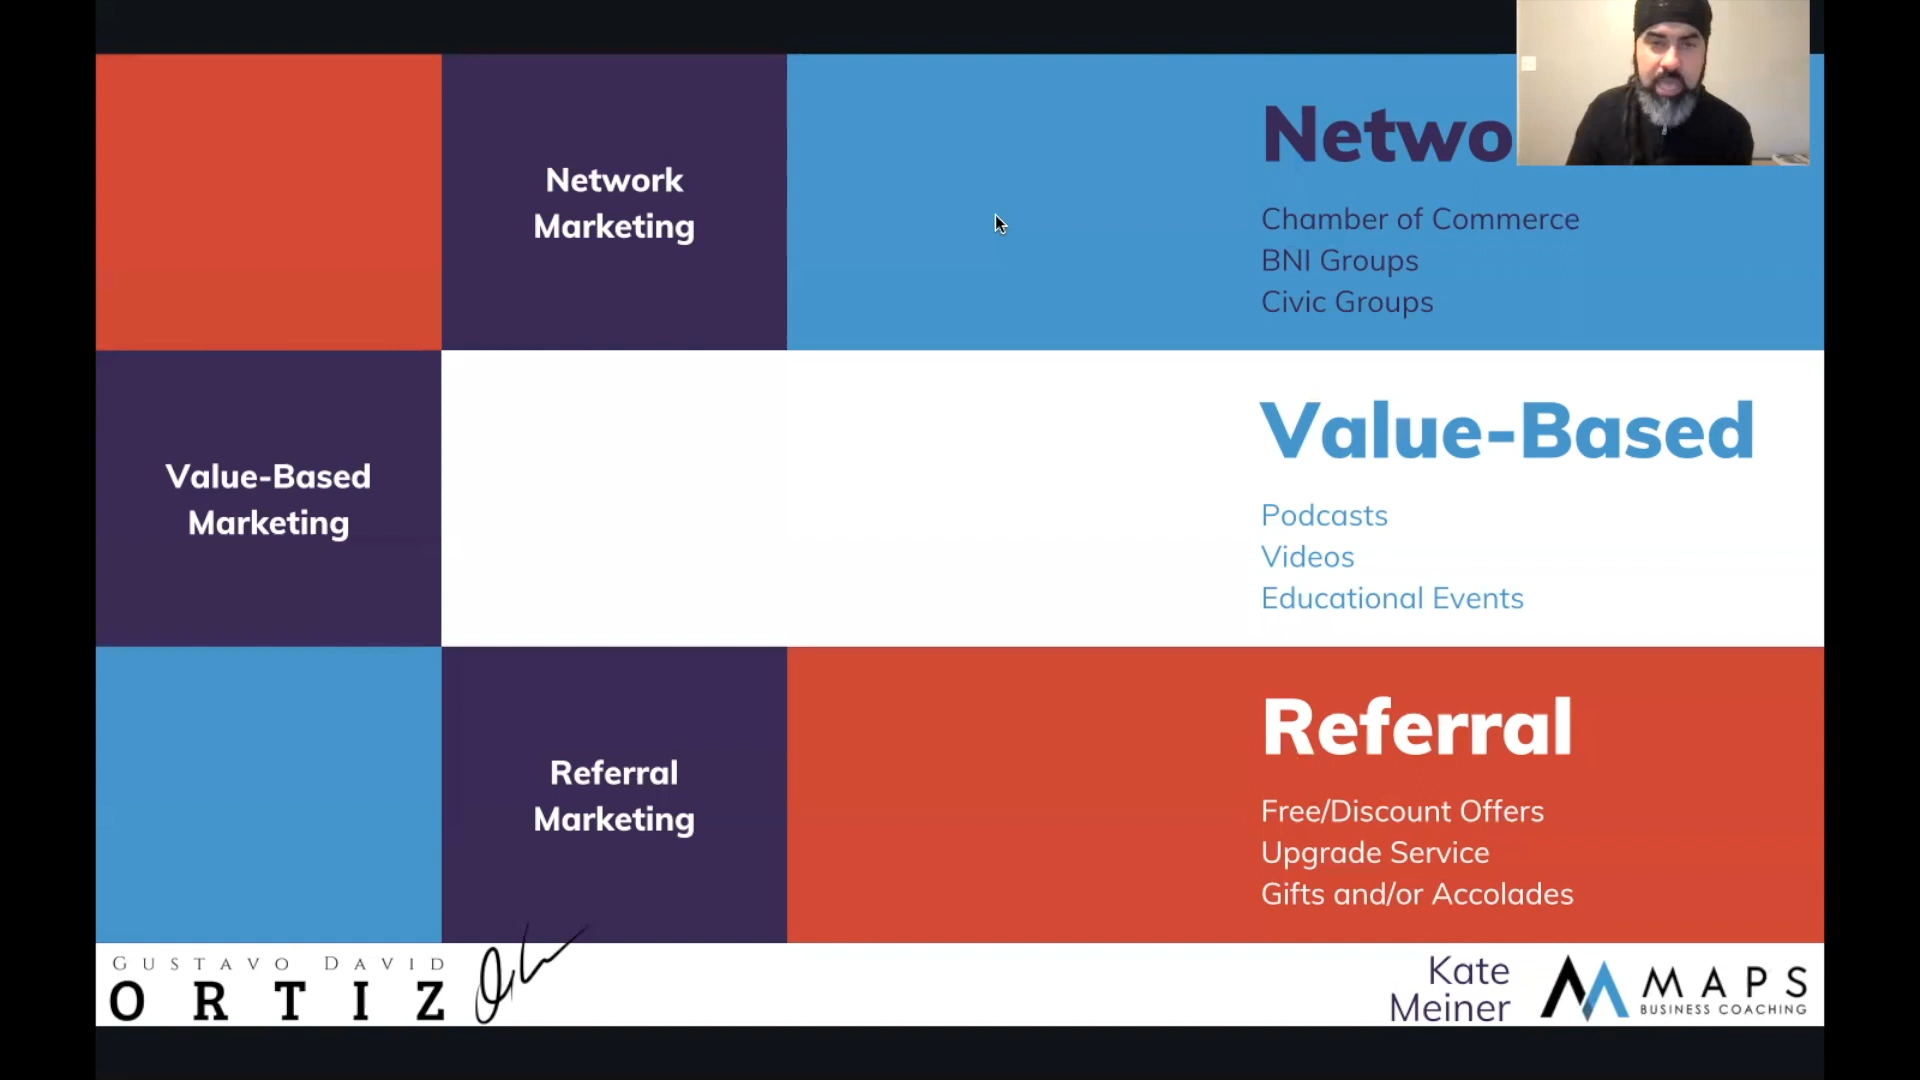 Network
Marketing
Netwo
Chamber of Commerce
BNI Groups
Civic Groups
Value-Based
Marketing
Value-Based
Podcasts
Videos
Educational Events
Referral
Marketing
Referral
Free/Discount Offers
Upgrade Service
Gifts and/or Accolades
GUSTAVO DAVID
ORTIZ
Kate
Meiner
MAPS
BUSINESS COACHING